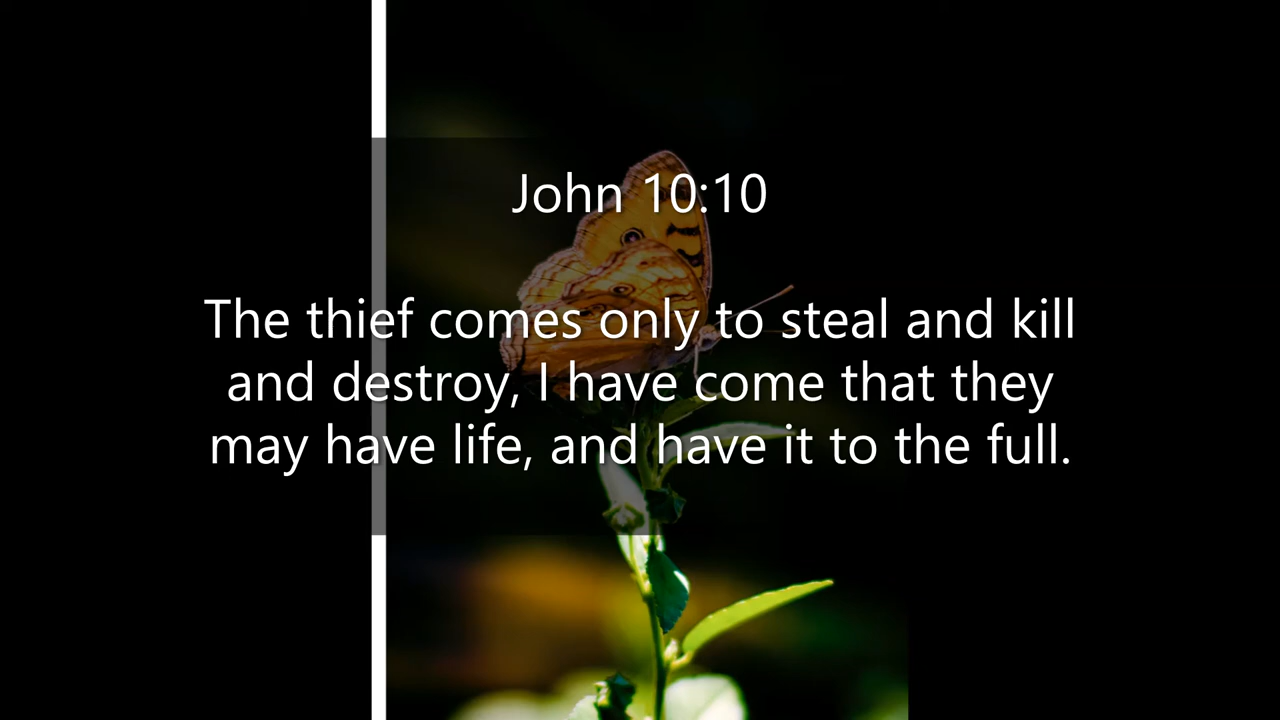 John 10:10
The thief comes only to steal and kill
and destroy, I have come that they
may have life, and have it to the full.